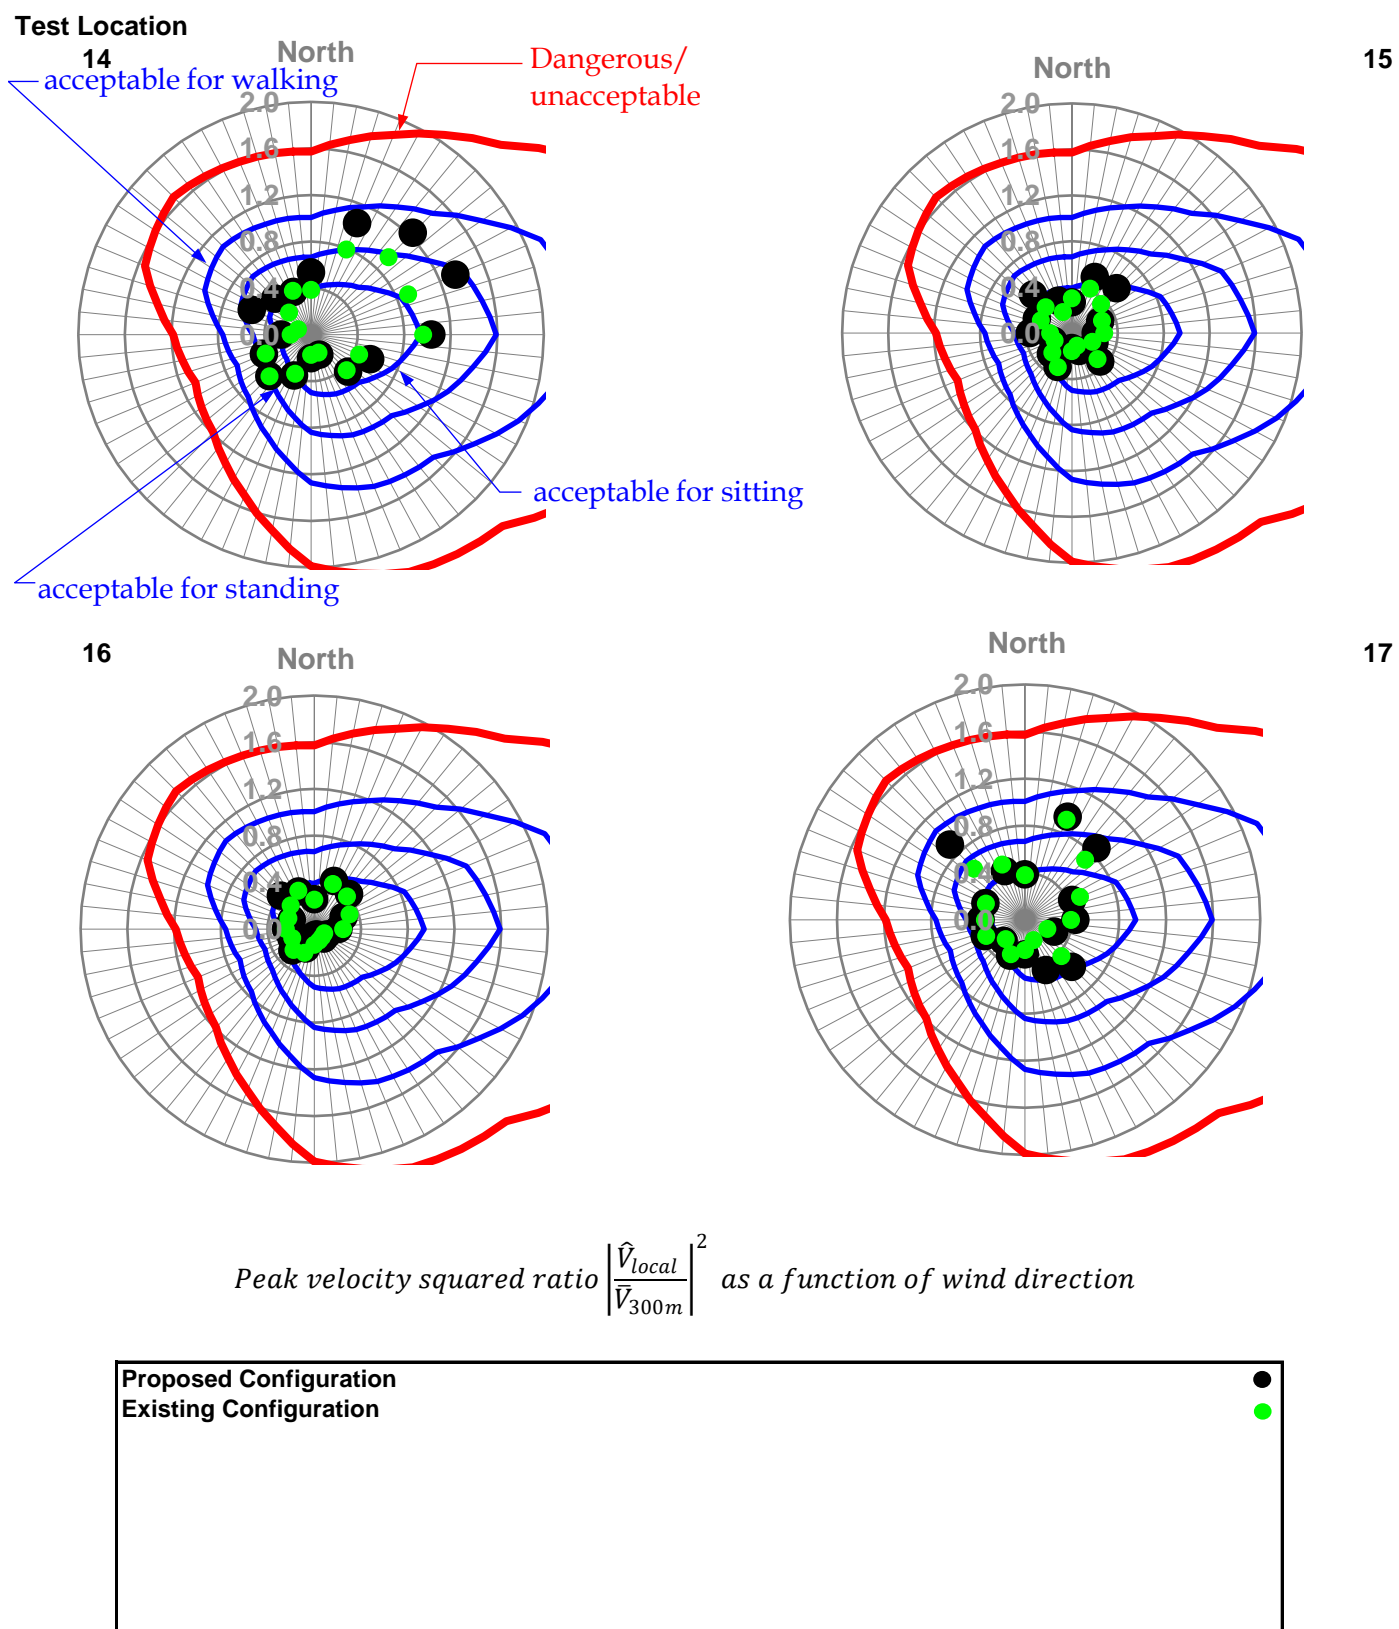 Test Location
14
North
acceptable for walking
Dangerous/
unacceptable
2.0
1.6
1.2
0.8
0.4
0.0
acceptable for sitting
acceptable for standing
15
North
2.0
1.6
1.2
0.8
0.4
0.0
16
North
2.0
1.6
1.2
0.8
0.4
0.0
17
North
2.0
1.6
1.2
0.8
0.4
0.0
Peak velocity squared ratio |V̂local / V̄300m|² as a function of wind direction
Proposed Configuration
Existing Configuration